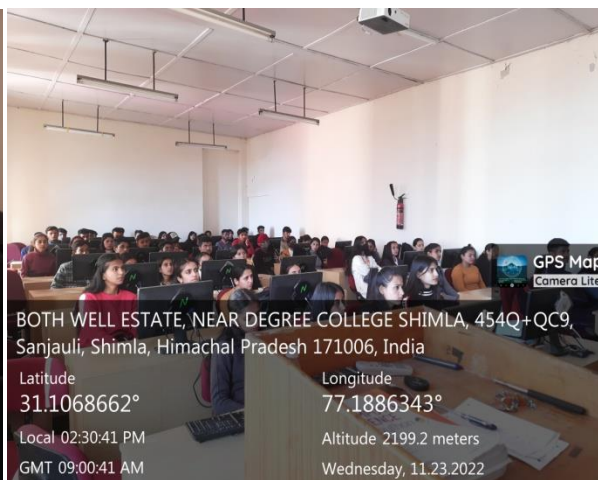 GPS Map
Camera Lite
BOTH WELL ESTATE, NEAR DEGREE COLLEGE SHIMLA, 454Q+QC9,
Sanjauli, Shimla, Himachal Pradesh 171006, India
Latitude
31.1068662°
Longitude
77.1886343°
Local 02:30:41 PM
Altitude 2199.2 meters
GMT 09:00:41 AM
Wednesday, 11.23.2022